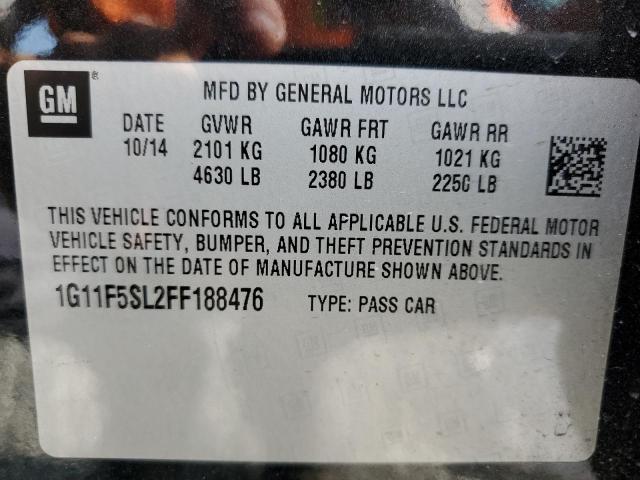 GM
®
MFD BY GENERAL MOTORS LLC
DATE GVWR GAWR FRT GAWR RR
10/14 2101 KG 1080 KG 1021 KG
4630 LB 2380 LB 2250 LB
THIS VEHICLE CONFORMS TO ALL APPLICABLE U.S. FEDERAL MOTOR
VEHICLE SAFETY, BUMPER, AND THEFT PREVENTION STANDARDS IN
EFFECT ON THE DATE OF MANUFACTURE SHOWN ABOVE.
1G11F5SL2FF188476 TYPE: PASS CAR